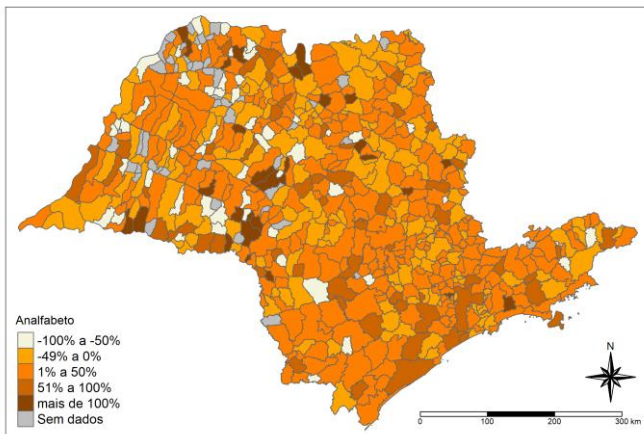 Analfabeto
-100% a -50%
-49% a 0%
1% a 50%
51% a 100%
mais de 100%
Sem dados
N
0 100 200 300 km